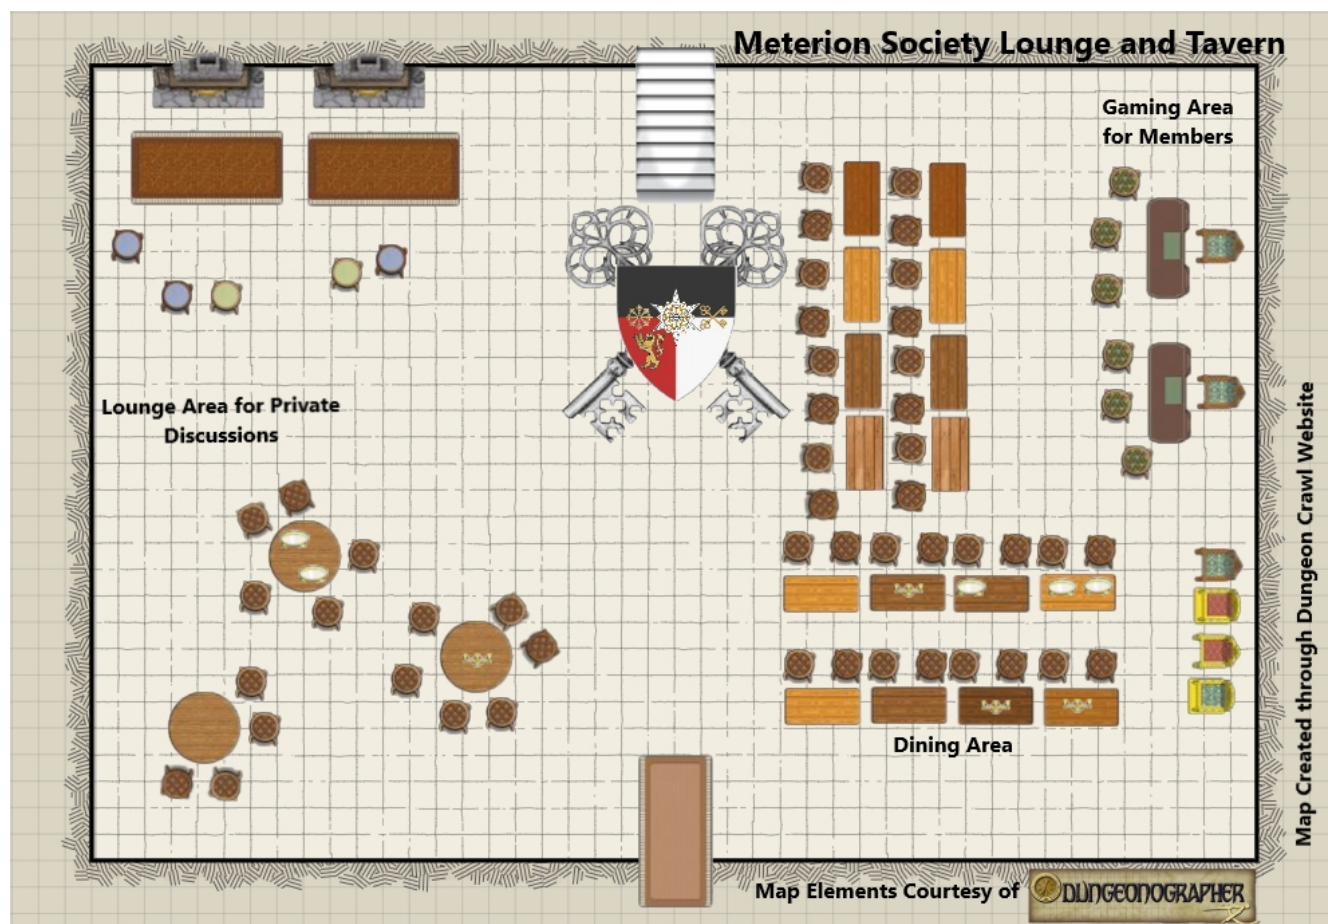 Meterion Society Lounge and Tavern
Gaming Area
for Members
Lounge Area for Private
Discussions
Dining Area
Map Created through Dungeon Crawl Website
Map Elements Courtesy of
DUNGEONOGRAPHER